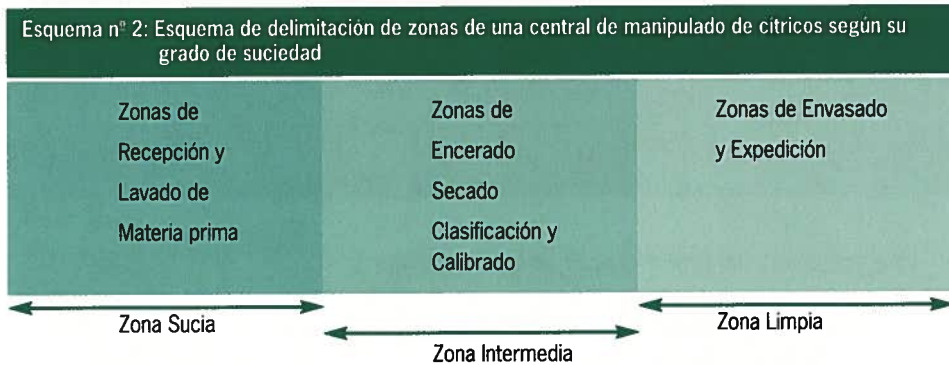 Esquema nº 2: Esquema de delimitación de zonas de una central de manipulado de cítricos según su
grado de suciedad
Zonas de
Recepción y
Lavado de
Materia prima
Zonas de
Encerado
Secado
Clasificación y
Calibrado
Zonas de Envasado
y Expedición
Zona Sucia
Zona Intermedia
Zona Limpia